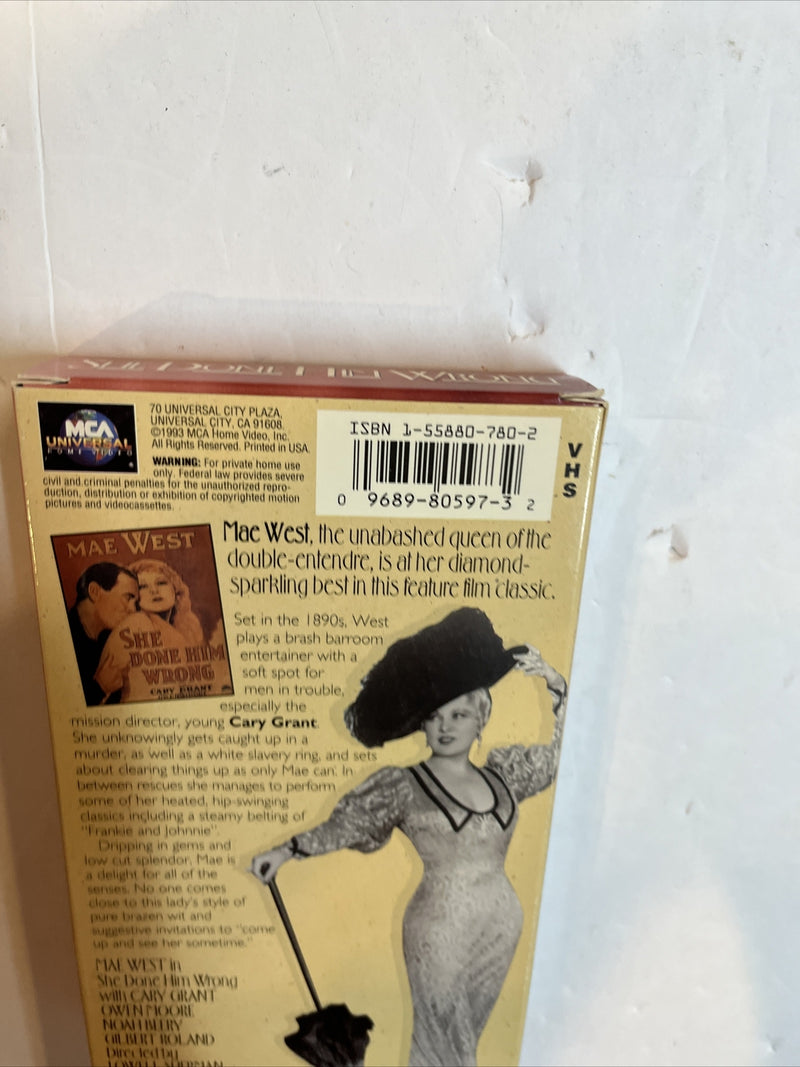 SHE DONE HIM WRONG
MCA
UNIVERSAL
HOME VIDEO
70 UNIVERSAL CITY PLAZA,
UNIVERSAL CITY, CA 91608.
©1993 MCA Home Video, Inc.
All Rights Reserved. Printed in USA.
WARNING: For private home use
only. Federal law provides severe
civil and criminal penalties for the unauthorized repro-
duction, distribution or exhibition of copyrighted motion
pictures and videocassettes.
ISBN 1-55880-780-2
0 9689-80597-3 2
VHS
Mae West, the unabashed queen of the
double-entendre, is at her diamond-
sparkling best in this feature film classic.
MAE WEST
SHE
DONE HIM
WRONG
CARY GRANT
Set in the 1890s, West
plays a brash barroom
entertainer with a
soft spot for
men in trouble,
especially the
mission director, young Cary Grant.
She unknowingly gets caught up in a
murder, as well as a white slavery ring, and sets
about clearing things up as only Mae can. In
between rescues she manages to perform
some of her heated, hip-swinging
classics including a steamy belting of
"Frankie and Johnnie".
Dripping in gems and
low cut splendor, Mae is
a delight for all of the
senses. No one comes
close to this lady's style of
pure brazen wit and
suggestive invitations to "come
up and see her sometime."
MAE WEST in
She Done Him Wrong
with CARY GRANT
OWEN MOORE
NOAH BEERY
GILBERT ROLAND
Directed by
LOWELL SHERMAN